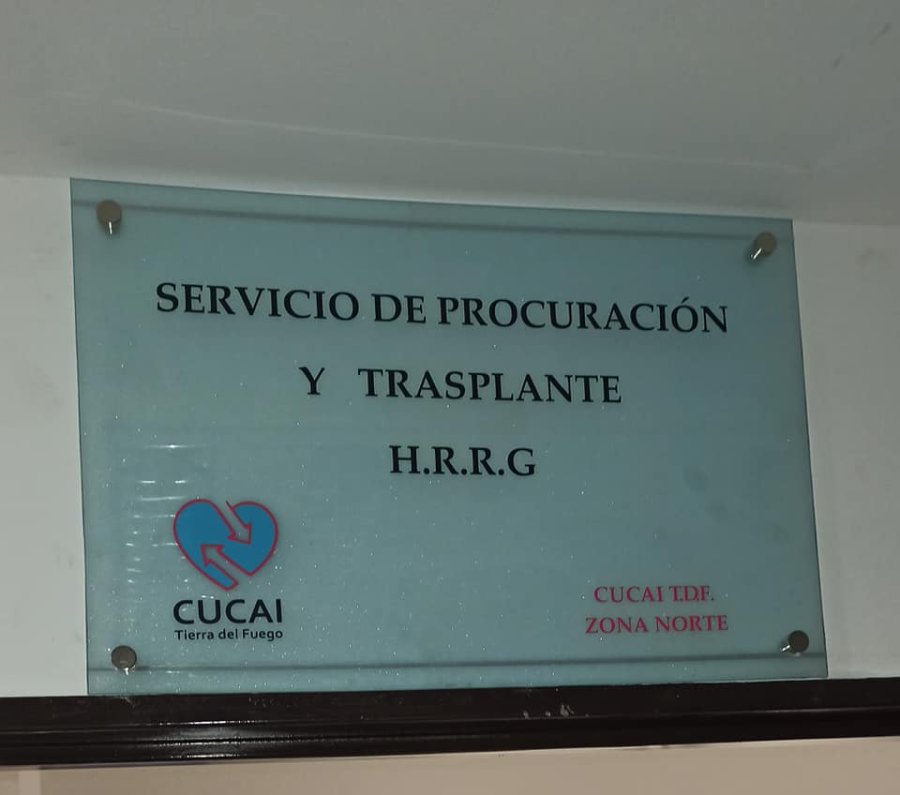 SERVICIO DE PROCURACIÓN
Y TRASPLANTE
H.R.R.G
CUCAI
Tierra del Fuego
CUCAI T.D.F.
ZONA NORTE